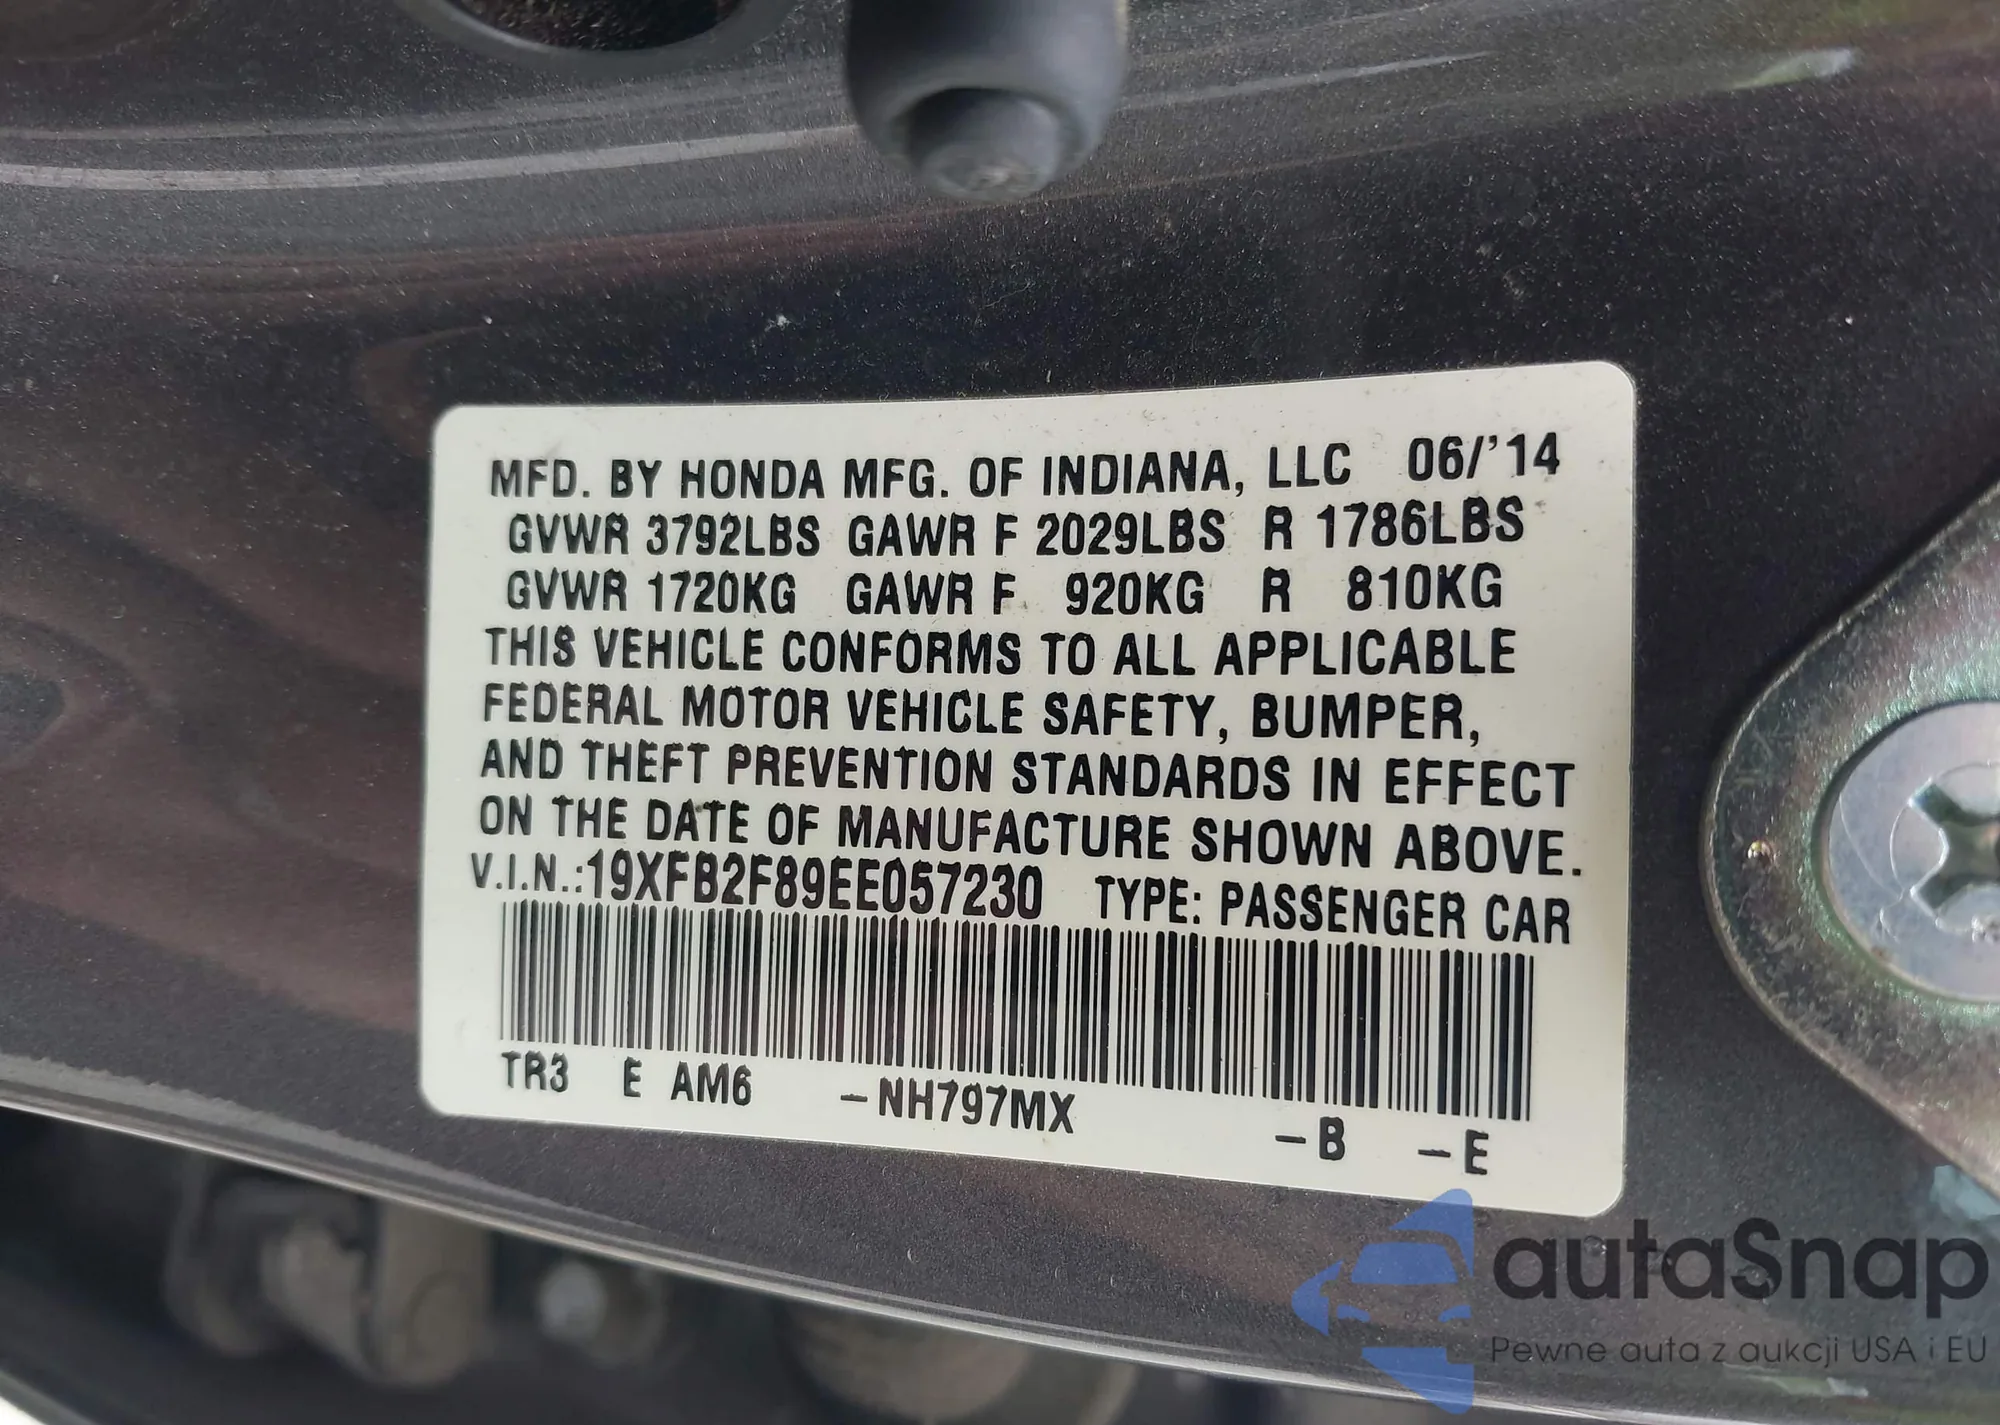 MFD. BY HONDA MFG. OF INDIANA, LLC 06/'14
GVWR 3792LBS GAWR F 2029LBS R 1786LBS
GVWR 1720KG GAWR F 920KG R 810KG
THIS VEHICLE CONFORMS TO ALL APPLICABLE
FEDERAL MOTOR VEHICLE SAFETY, BUMPER,
AND THEFT PREVENTION STANDARDS IN EFFECT
ON THE DATE OF MANUFACTURE SHOWN ABOVE.
V.I.N.:19XFB2F89EE057230 TYPE: PASSENGER CAR
TR3 E AM6 -NH797MX -B -E
autaSnap
Pewne auta z aukcji USA i EU